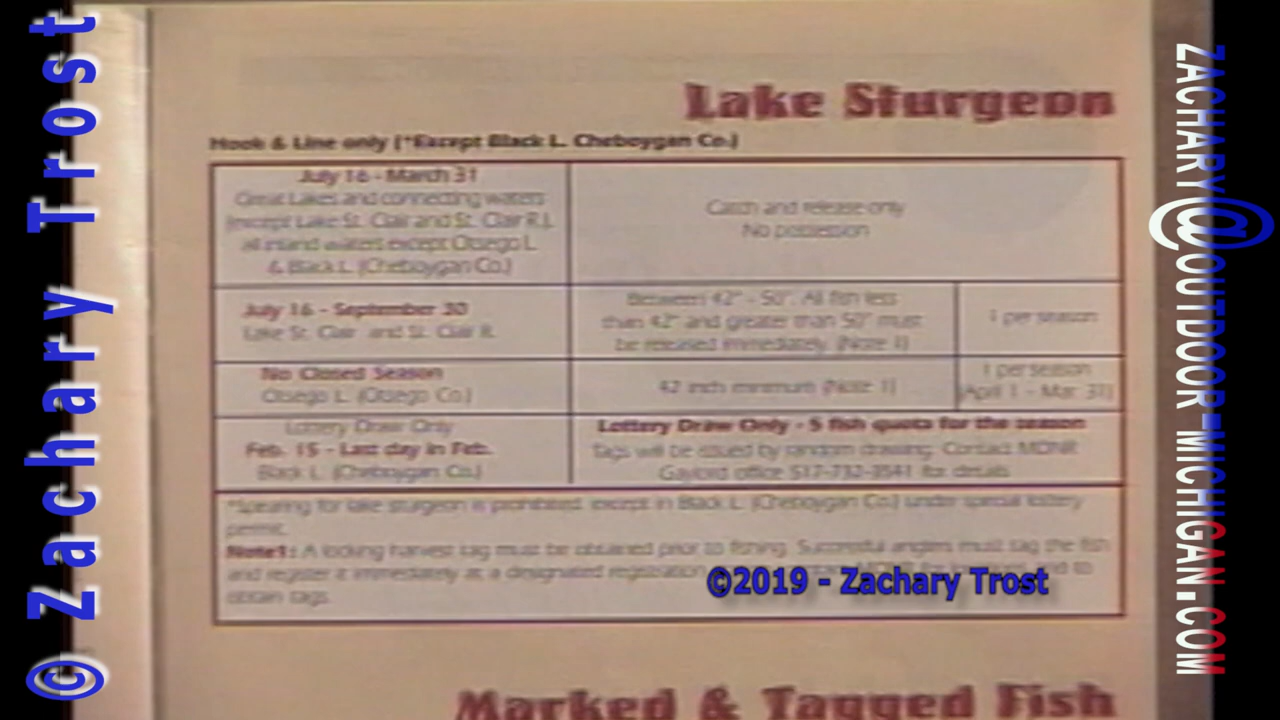 © Zachary Trost
ZACHARY@OUTDOOR-MICHIGAN.COM
Lake Sturgeon
Hook & Line only (*Except Black L. Cheboygan Co.)
July 16 - March 31
Great Lakes and connecting waters
(except Lake St. Clair and St. Clair R.),
all inland waters except Otsego L.
& Black L. (Cheboygan Co.)
Catch and release only
No possession
July 16 - September 30
Lake St. Clair and St. Clair R.
Between 42" - 50". All fish less
than 42" and greater than 50" must
be released immediately. (Note 1)
1 per season
No Closed Season
Otsego L. (Otsego Co.)
42 inch minimum (Note 1)
1 per season
(April 1 - Mar. 31)
Lottery Draw Only
Feb. 15 - Last day in Feb.
Black L. (Cheboygan Co.)
Lottery Draw Only - 5 fish quota for the season
Tags will be issued by random drawing. Contact MDNR
Gaylord office 517-732-3541 for details
*Spearing for lake sturgeon is prohibited except in Black L. (Cheboygan Co.) under special lottery
permit.
Note1: A locking harvest tag must be obtained prior to fishing. Successful anglers must tag the fish
and register it immediately at a designated registration
obtain tags.
©2019 - Zachary Trost
Marked & Tagged Fish